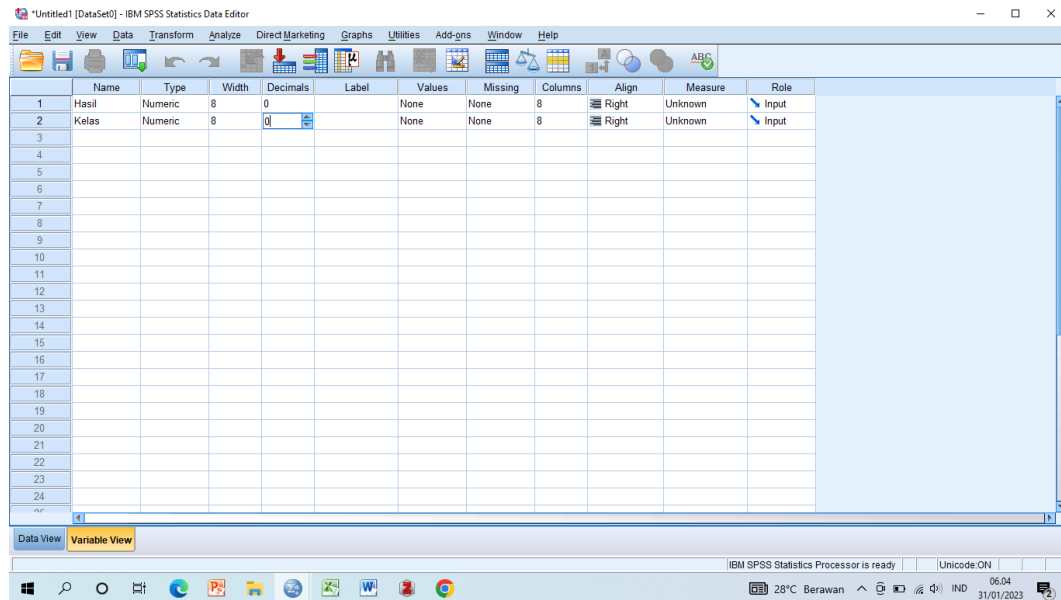 *Untitled1 [DataSet0] - IBM SPSS Statistics Data Editor
File Edit View Data Transform Analyze Direct Marketing Graphs Utilities Add-ons Window Help
Name Type Width Decimals Label Values Missing Columns Align Measure Role
1 Hasil Numeric 8 0 None None 8 Right Unknown Input
2 Kelas Numeric 8 0 None None 8 Right Unknown Input
3
4
5
6
7
8
9
10
11
12
13
14
15
16
17
18
19
20
21
22
23
24
Data View Variable View
IBM SPSS Statistics Processor is ready Unicode:ON
28°C Berawan IND 06.04
31/01/2023